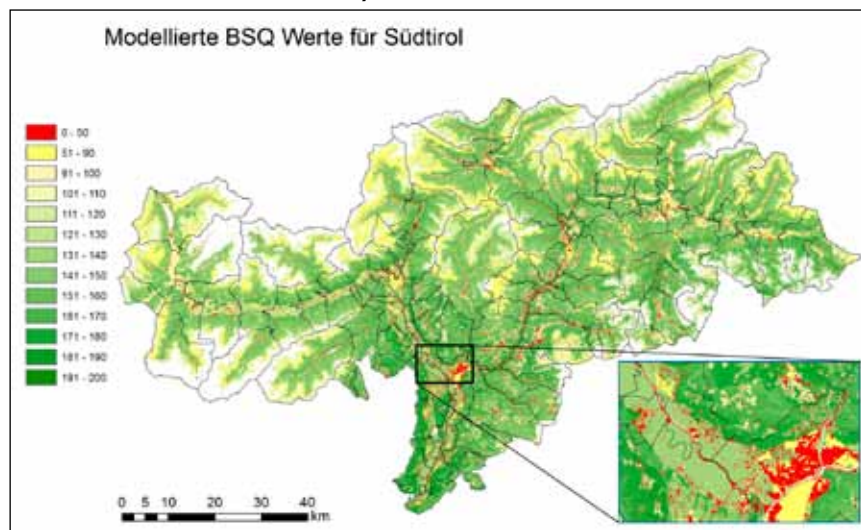 Modellierte BSQ Werte für Südtirol
0 - 50
51 - 90
91 - 100
101 - 110
111 - 120
121 - 130
131 - 140
141 - 150
151 - 160
161 - 170
171 - 180
181 - 190
191 - 200
0 5 10 20 30 40
km